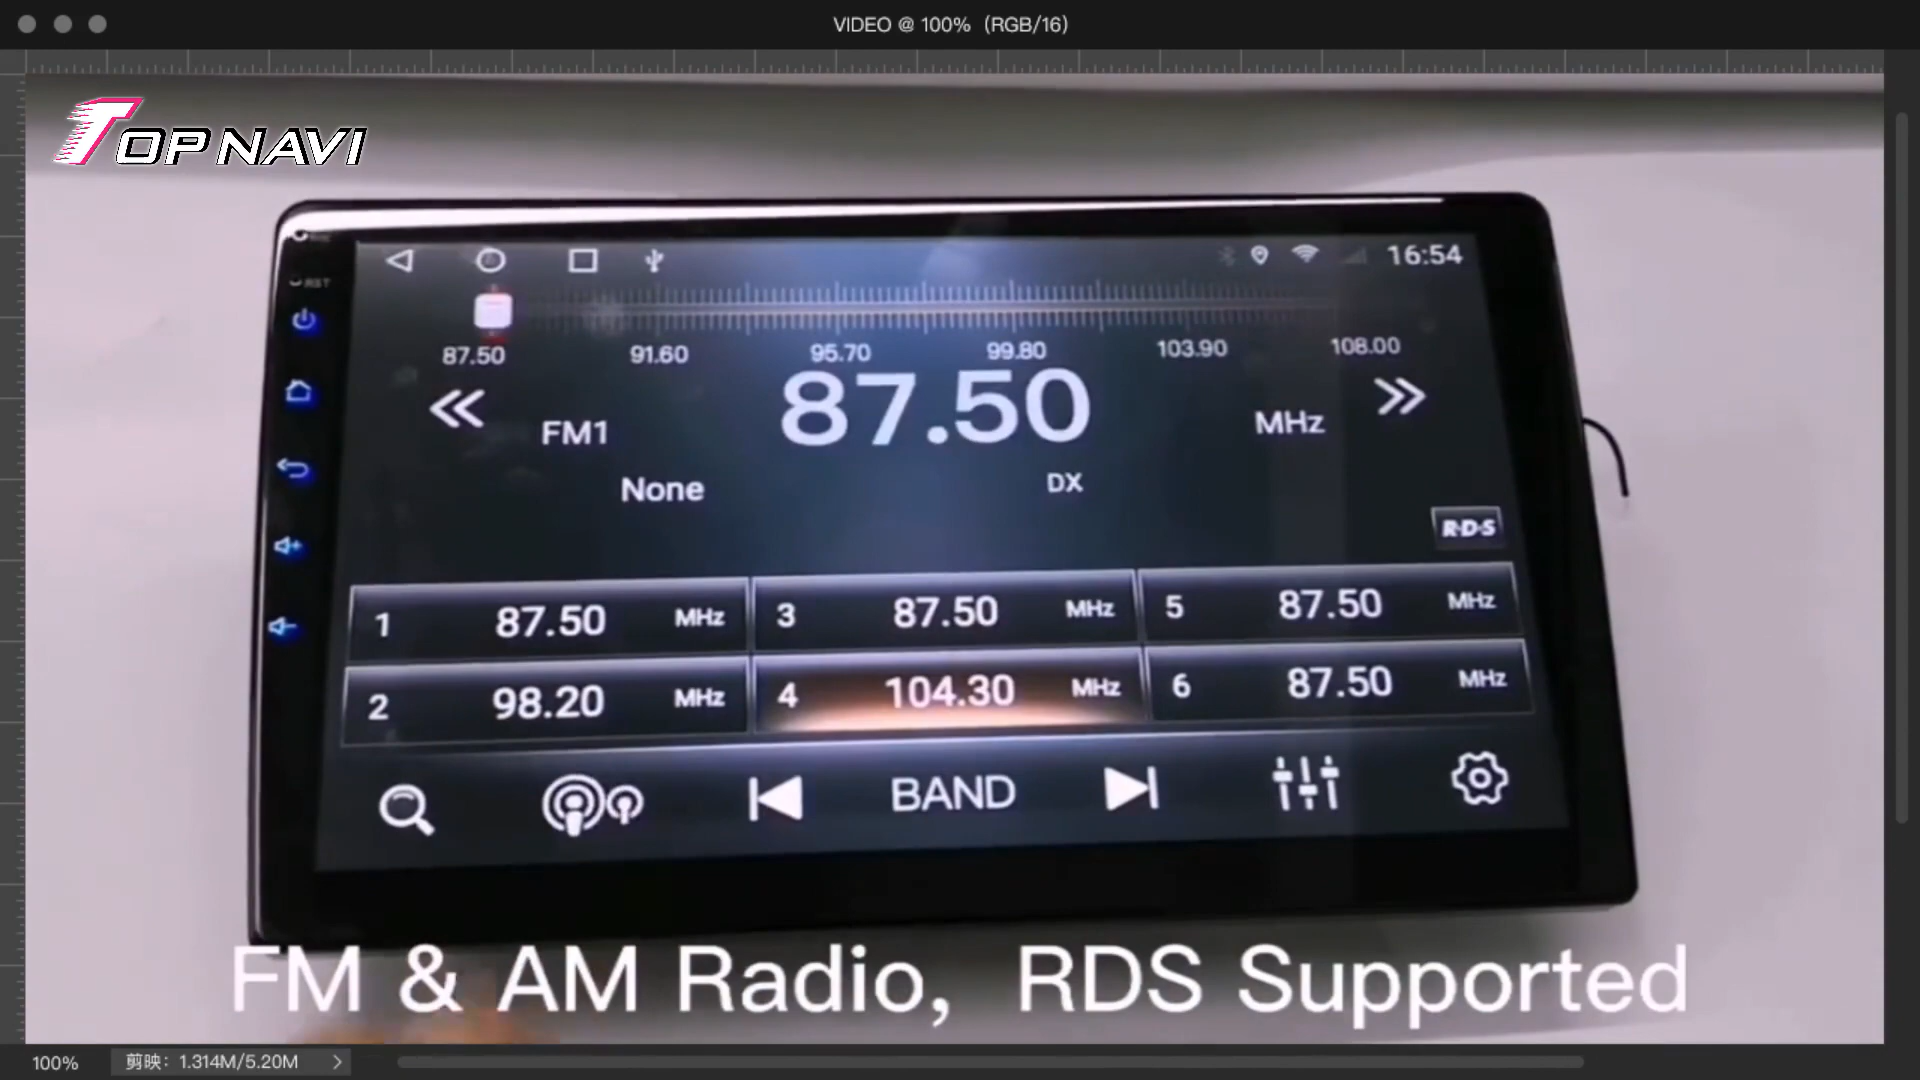 VIDEO @ 100% (RGB/16)
TOPNAVI
RST
16:54
87.50 91.60 95.70 99.80 103.90 108.00
FM1 87.50 MHz
None DX
R·D·S
1 87.50 MHz 3 87.50 MHz 5 87.50 MHz
2 98.20 MHz 4 104.30 MHz 6 87.50 MHz
BAND
FM & AM Radio, RDS Supported
100% 剪映: 1.314M/5.20M